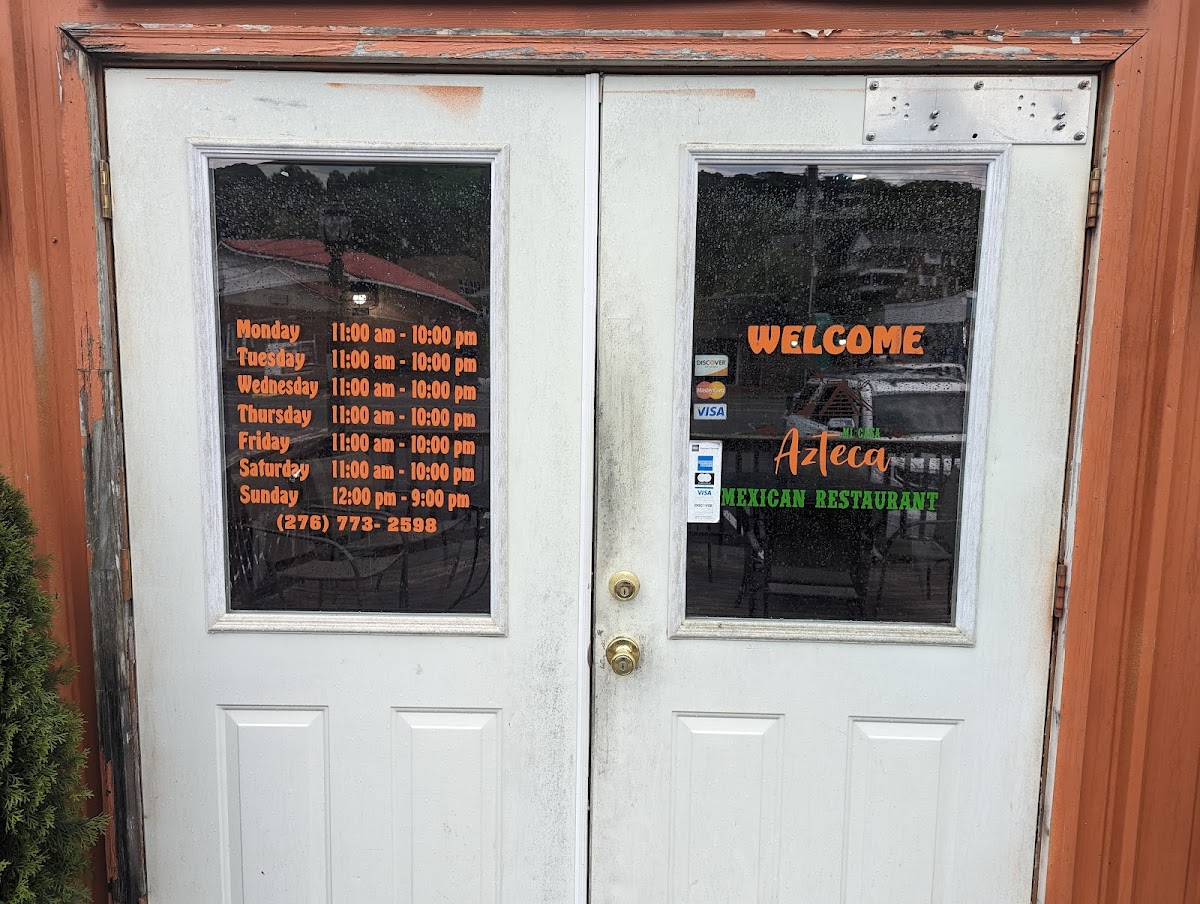 Monday 11:00 am - 10:00 pm
Tuesday 11:00 am - 10:00 pm
Wednesday 11:00 am - 10:00 pm
Thursday 11:00 am - 10:00 pm
Friday 11:00 am - 10:00 pm
Saturday 11:00 am - 10:00 pm
Sunday 12:00 pm - 9:00 pm
(276) 773- 2598
WELCOME
DISCOVER
MasterCard
VISA
MI CASA
Azteca
MEXICAN RESTAURANT
VISA
DISCOVER